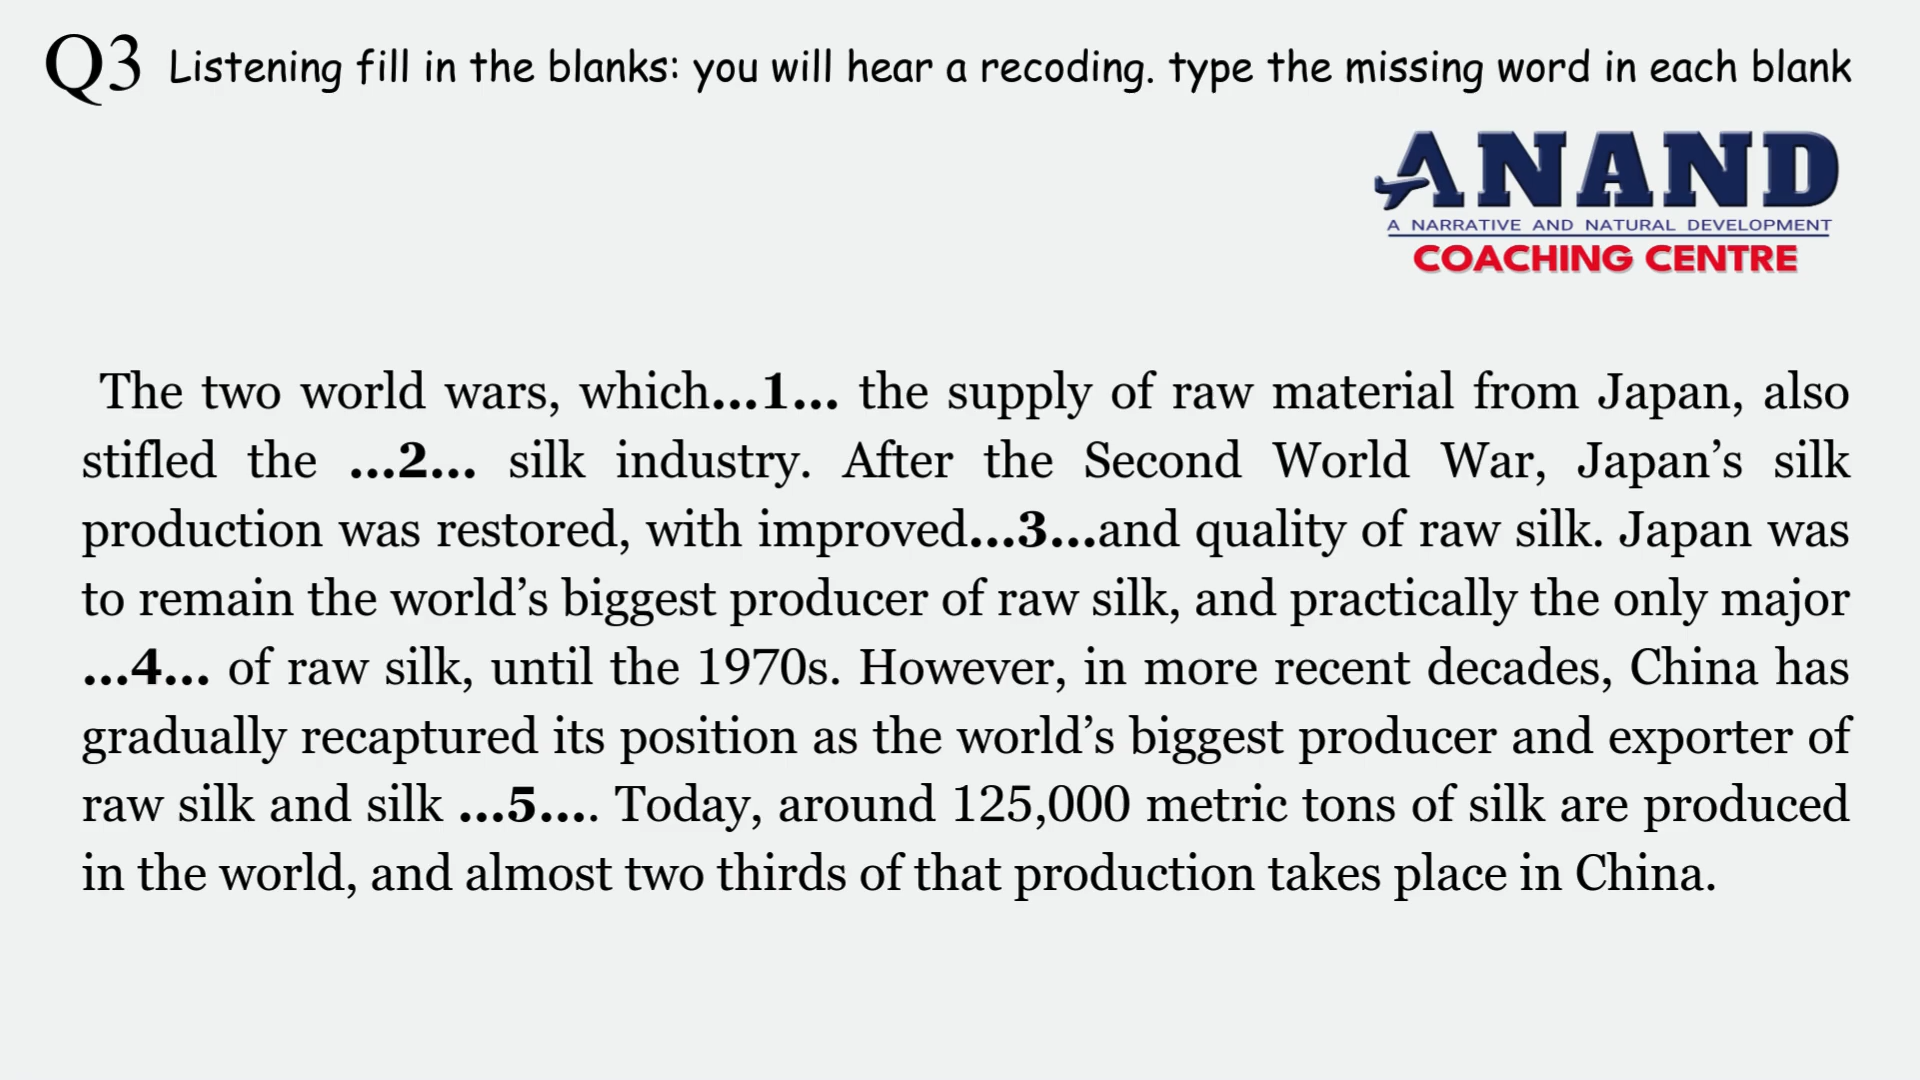 Q3 Listening fill in the blanks: you will hear a recoding. type the missing word in each blank
ANAND
A NARRATIVE AND NATURAL DEVELOPMENT
COACHING CENTRE
The two world wars, which...1... the supply of raw material from Japan, also
stifled the ...2... silk industry. After the Second World War, Japan’s silk
production was restored, with improved...3...and quality of raw silk. Japan was
to remain the world’s biggest producer of raw silk, and practically the only major
...4... of raw silk, until the 1970s. However, in more recent decades, China has
gradually recaptured its position as the world’s biggest producer and exporter of
raw silk and silk ...5.... Today, around 125,000 metric tons of silk are produced
in the world, and almost two thirds of that production takes place in China.